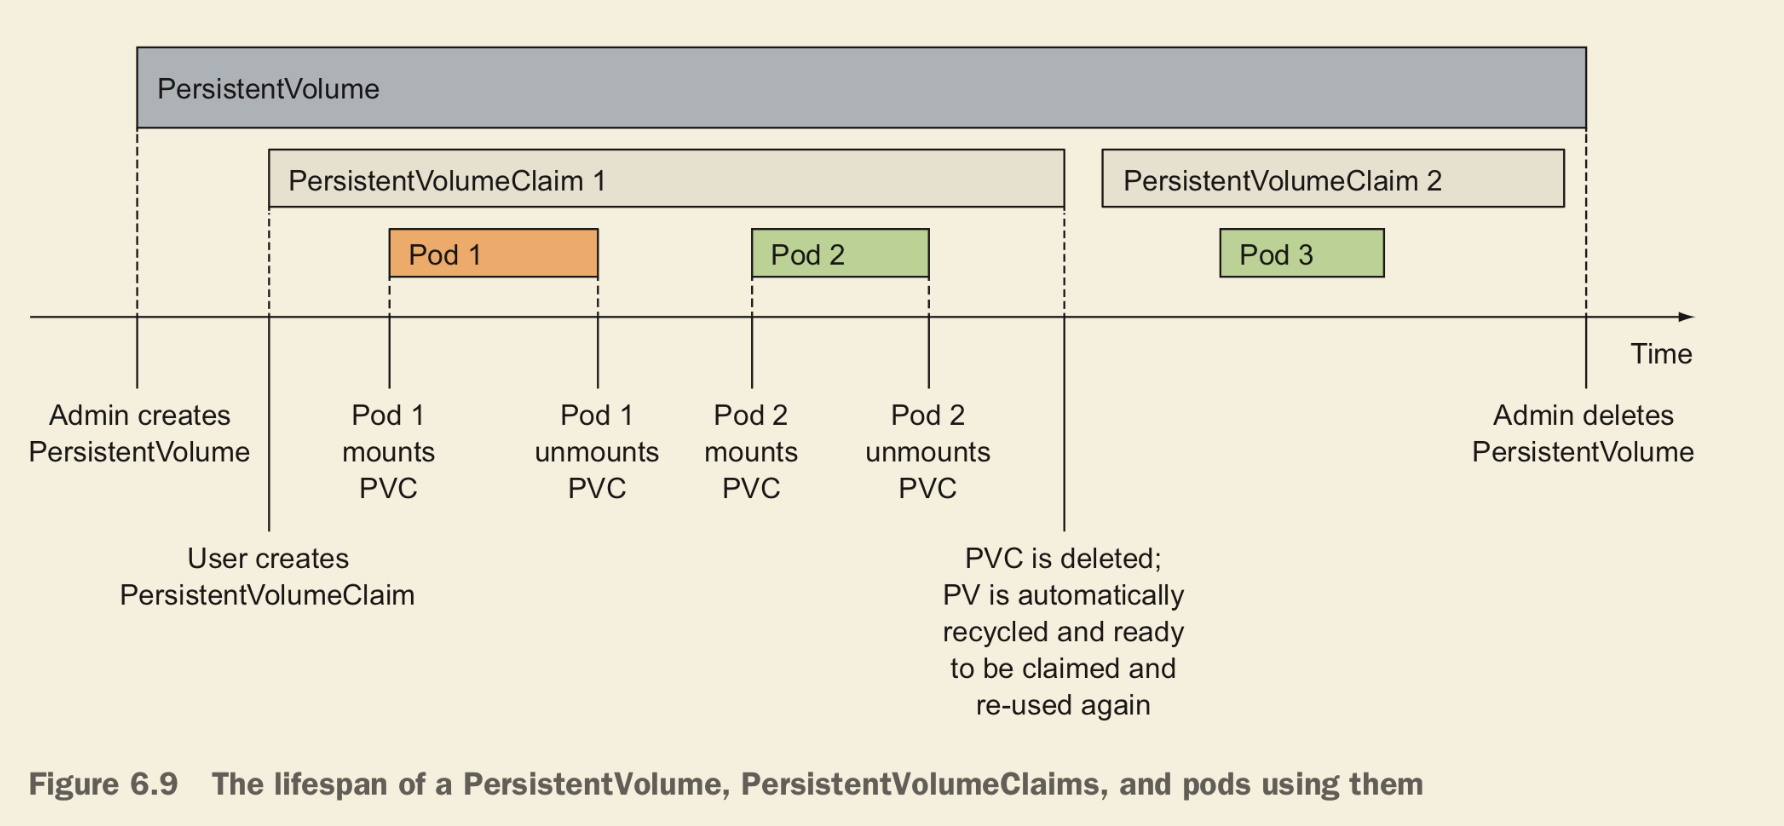 PersistentVolume
PersistentVolumeClaim 1
PersistentVolumeClaim 2
Pod 1
Pod 2
Pod 3
Time
Admin creates
PersistentVolume
Pod 1
mounts
PVC
Pod 1
unmounts
PVC
Pod 2
mounts
PVC
Pod 2
unmounts
PVC
Admin deletes
PersistentVolume
User creates
PersistentVolumeClaim
PVC is deleted;
PV is automatically
recycled and ready
to be claimed and
re-used again
Figure 6.9 The lifespan of a PersistentVolume, PersistentVolumeClaims, and pods using them